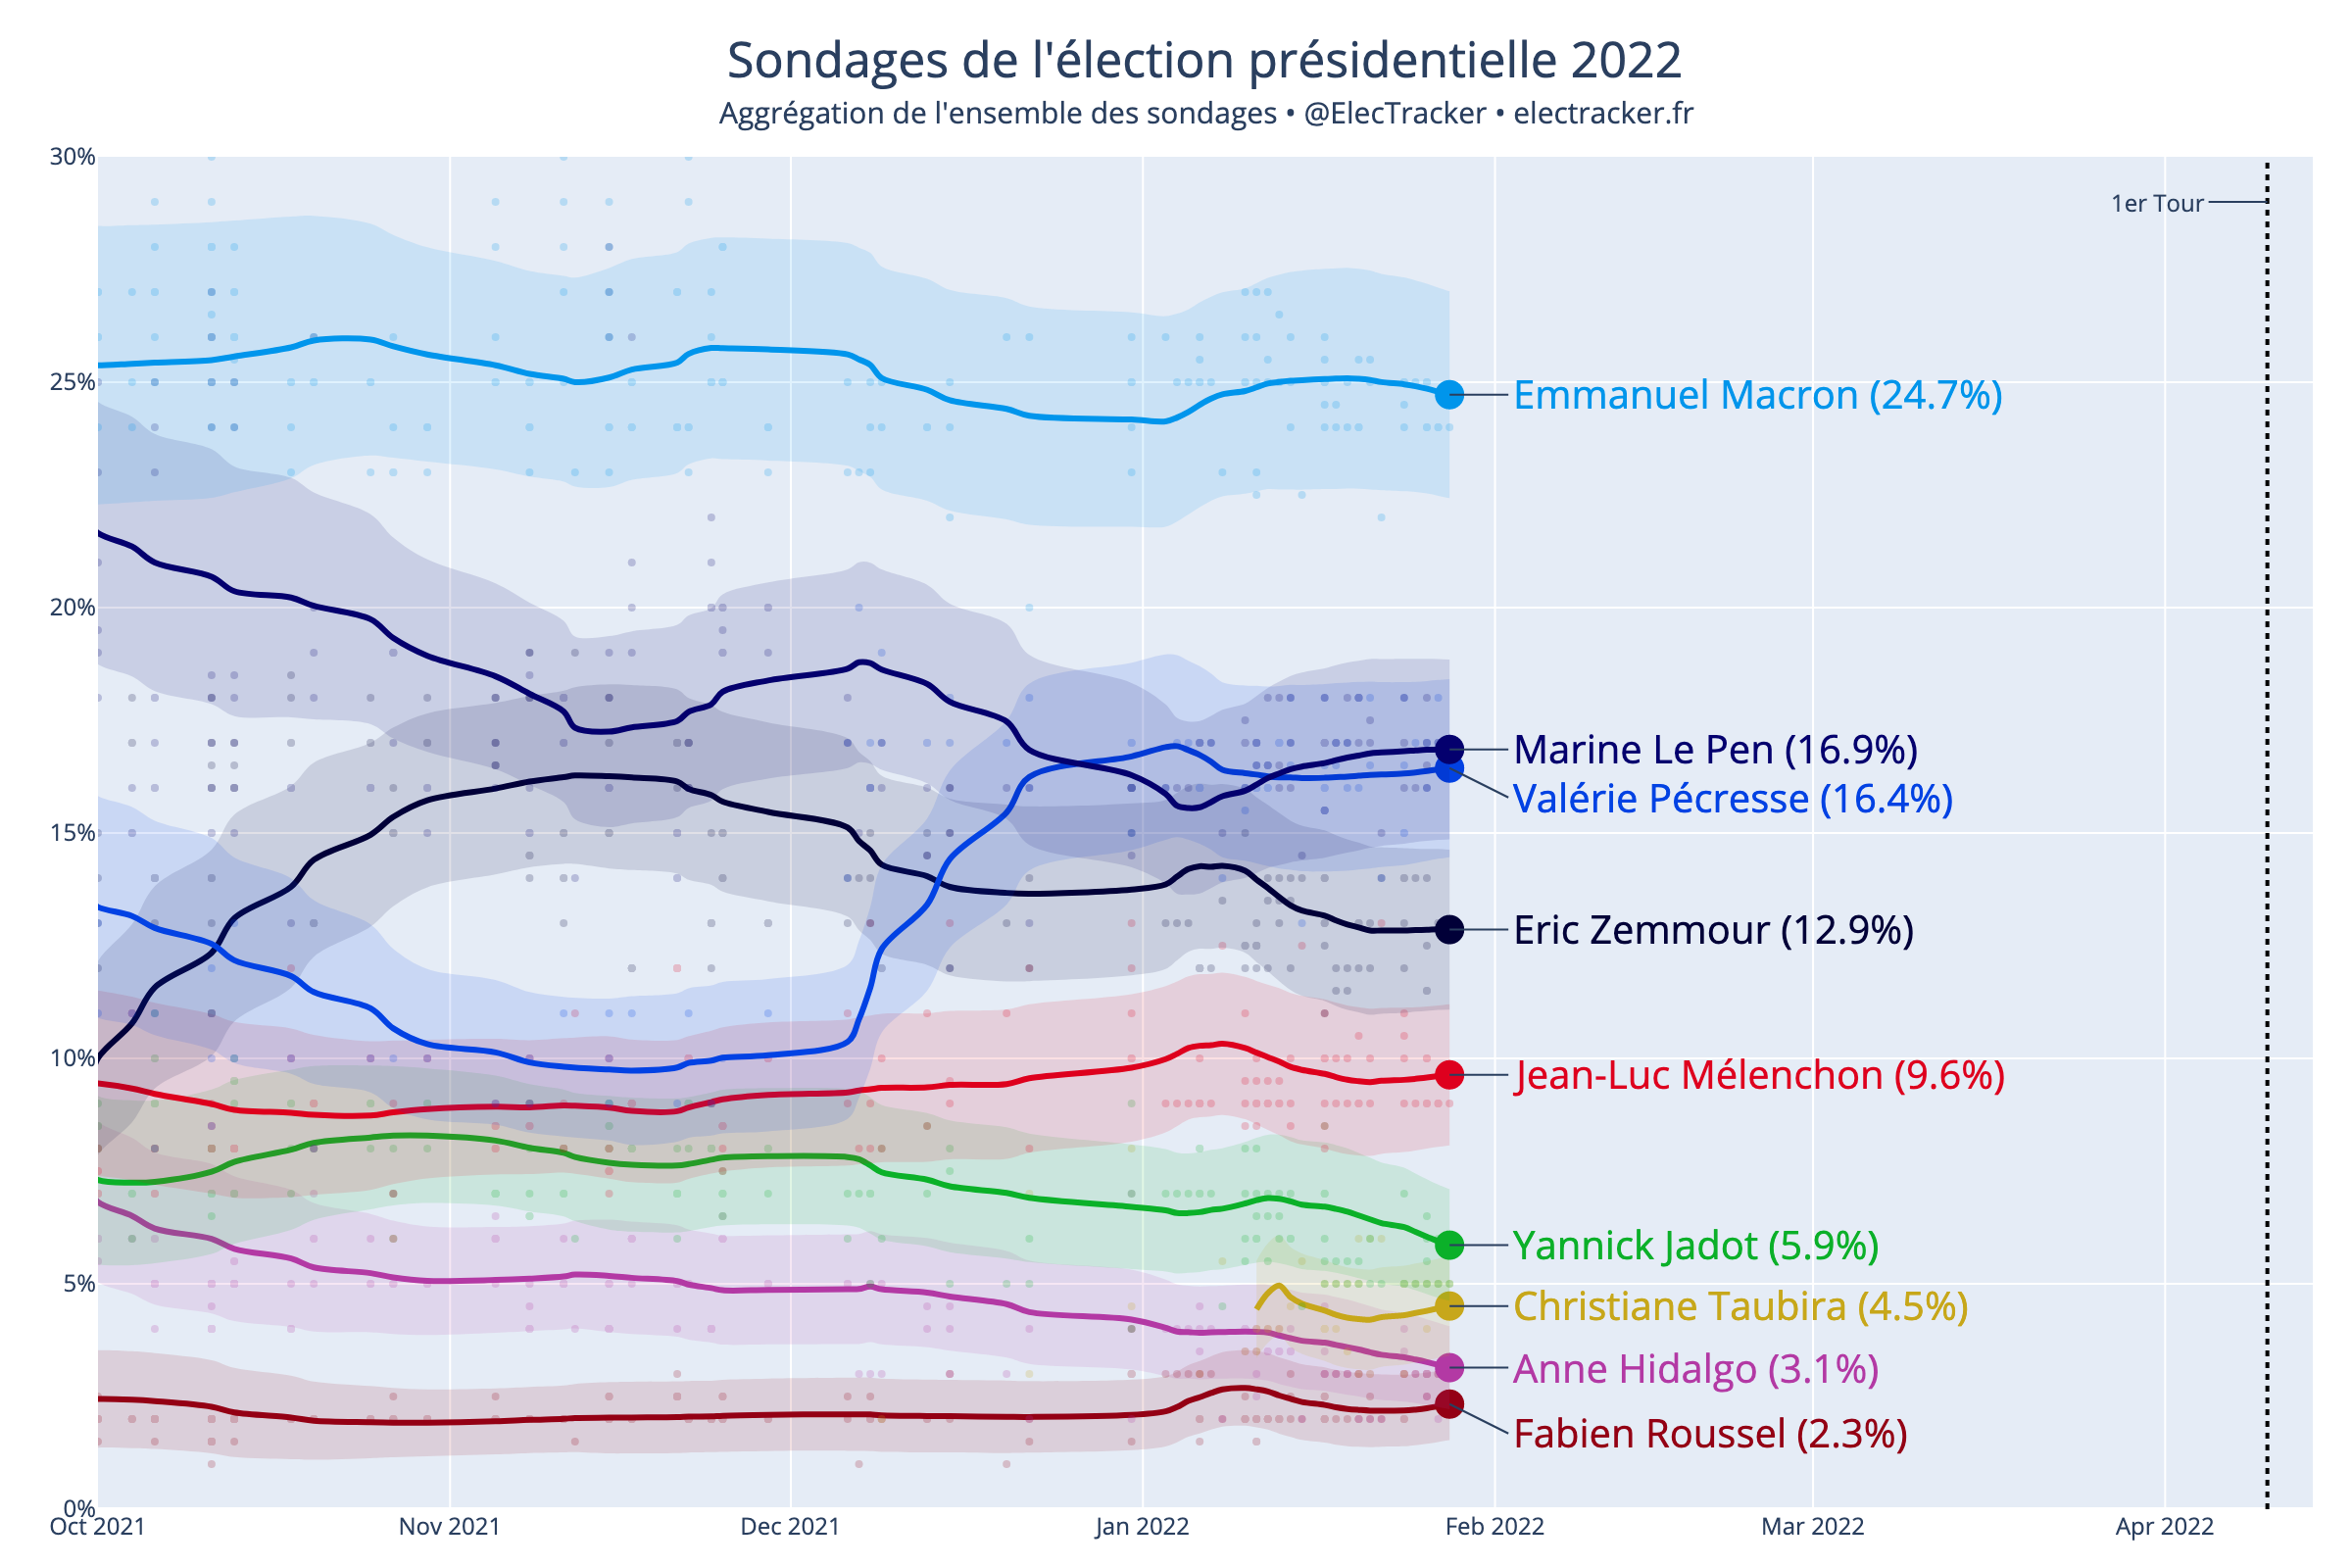 Sondages de l'élection présidentielle 2022
Aggrégation de l'ensemble des sondages • @ElecTracker • electracker.fr
30%
1er Tour
25%
Emmanuel Macron (24.7%)
20%
Marine Le Pen (16.9%)
Valérie Pécresse (16.4%)
15%
Eric Zemmour (12.9%)
10%
Jean-Luc Mélenchon (9.6%)
Yannick Jadot (5.9%)
5%
Christiane Taubira (4.5%)
Anne Hidalgo (3.1%)
Fabien Roussel (2.3%)
0%
Oct 2021 Nov 2021 Dec 2021 Jan 2022 Feb 2022 Mar 2022 Apr 2022